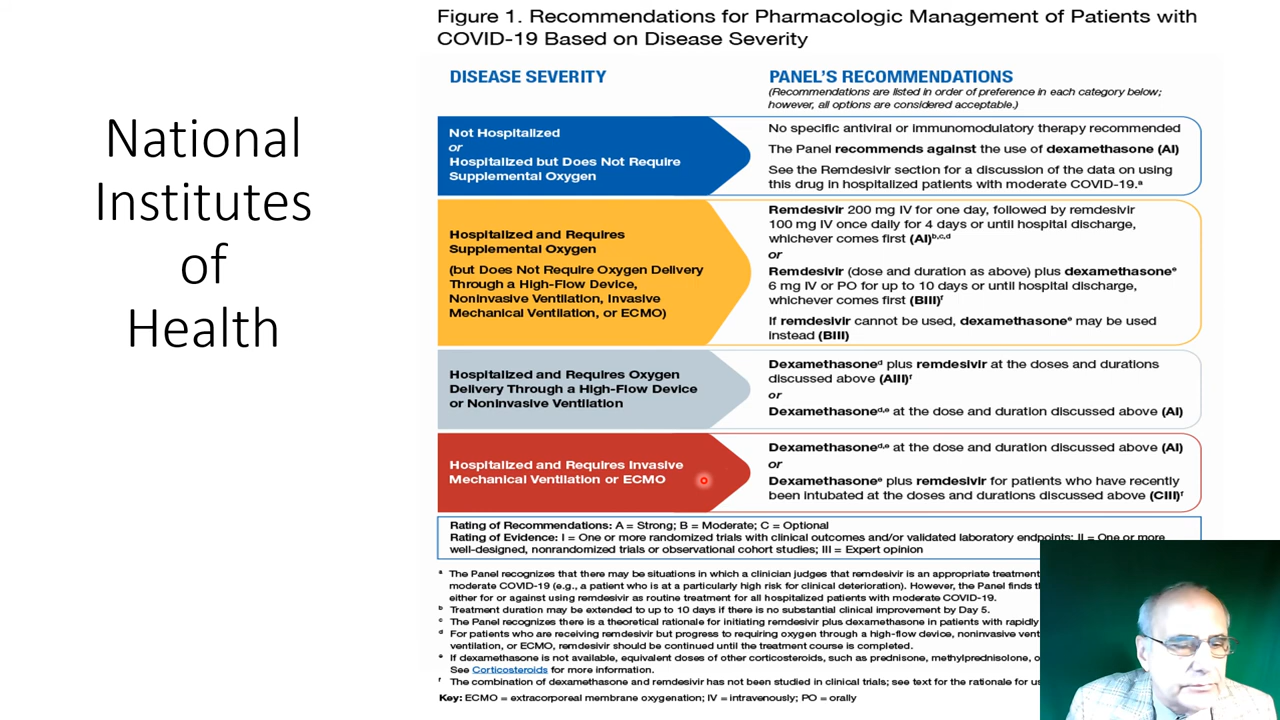 National
Institutes
of
Health
Figure 1. Recommendations for Pharmacologic Management of Patients with
COVID-19 Based on Disease Severity
DISEASE SEVERITY
PANEL'S RECOMMENDATIONS
(Recommendations are listed in order of preference in each category below;
however, all options are considered acceptable.)
Not Hospitalized
or
Hospitalized but Does Not Require
Supplemental Oxygen
No specific antiviral or immunomodulatory therapy recommended
The Panel recommends against the use of dexamethasone (AI)
See the Remdesivir section for a discussion of the data on using
this drug in hospitalized patients with moderate COVID-19.ᵃ
Hospitalized and Requires
Supplemental Oxygen
(but Does Not Require Oxygen Delivery
Through a High-Flow Device,
Noninvasive Ventilation, Invasive
Mechanical Ventilation, or ECMO)
Remdesivir 200 mg IV for one day, followed by remdesivir
100 mg IV once daily for 4 days or until hospital discharge,
whichever comes first (AI)ᵇ,ᶜ,ᵈ
or
Remdesivir (dose and duration as above) plus dexamethasoneᵉ
6 mg IV or PO for up to 10 days or until hospital discharge,
whichever comes first (BIII)ᶠ
If remdesivir cannot be used, dexamethasoneᵉ may be used
instead (BIII)
Hospitalized and Requires Oxygen
Delivery Through a High-Flow Device
or Noninvasive Ventilation
Dexamethasoneᵈ plus remdesivir at the doses and durations
discussed above (AIII)ᶠ
or
Dexamethasoneᵈ,ᵉ at the dose and duration discussed above (AI)
Hospitalized and Requires Invasive
Mechanical Ventilation or ECMO
Dexamethasoneᵈ,ᵉ at the dose and duration discussed above (AI)
or
Dexamethasoneᵉ plus remdesivir for patients who have recently
been intubated at the doses and durations discussed above (CIII)ᶠ
Rating of Recommendations: A = Strong; B = Moderate; C = Optional
Rating of Evidence: I = One or more randomized trials with clinical outcomes and/or validated laboratory endpoints; II = One or more
well-designed, nonrandomized trials or observational cohort studies; III = Expert opinion
ᵃ The Panel recognizes that there may be situations in which a clinician judges that remdesivir is an appropriate treatment
moderate COVID-19 (e.g., a patient who is at a particularly high risk for clinical deterioration). However, the Panel finds
either for or against using remdesivir as routine treatment for all hospitalized patients with moderate COVID-19.
ᵇ Treatment duration may be extended to up to 10 days if there is no substantial clinical improvement by Day 5.
ᶜ The Panel recognizes there is a theoretical rationale for initiating remdesivir plus dexamethasone in patients with rapidly
ᵈ For patients who are receiving remdesivir but progress to requiring oxygen through a high-flow device, noninvasive
ventilation, or ECMO, remdesivir should be continued until the treatment course is completed.
ᵉ If dexamethasone is not available, equivalent doses of other corticosteroids, such as prednisone, methylprednisolone,
See Corticosteroids for more information.
ᶠ The combination of dexamethasone and remdesivir has not been studied in clinical trials; see text for the rationale for
Key: ECMO = extracorporeal membrane oxygenation; IV = intravenously; PO = orally